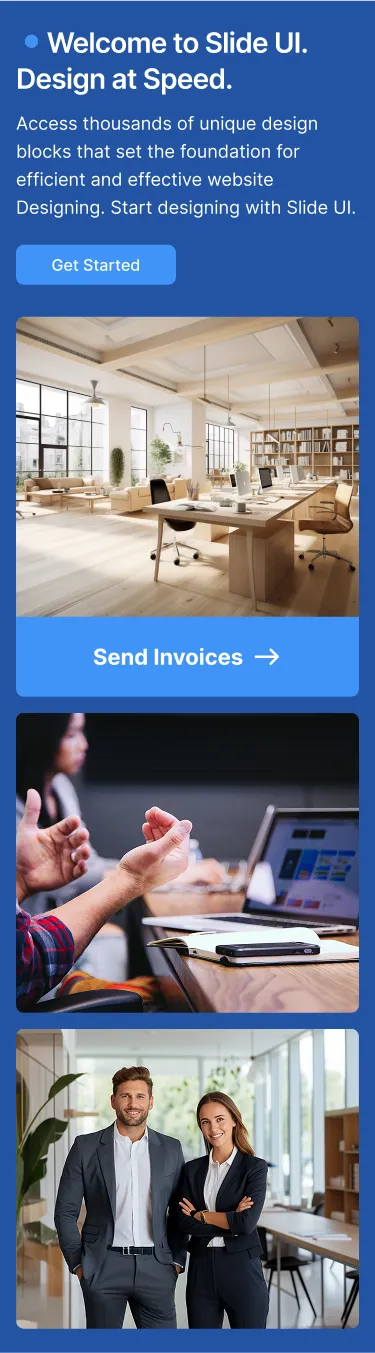 Welcome to Slide UI.
Design at Speed.
Access thousands of unique design
blocks that set the foundation for
efficient and effective website
Designing. Start designing with Slide UI.
Get Started
Send Invoices →